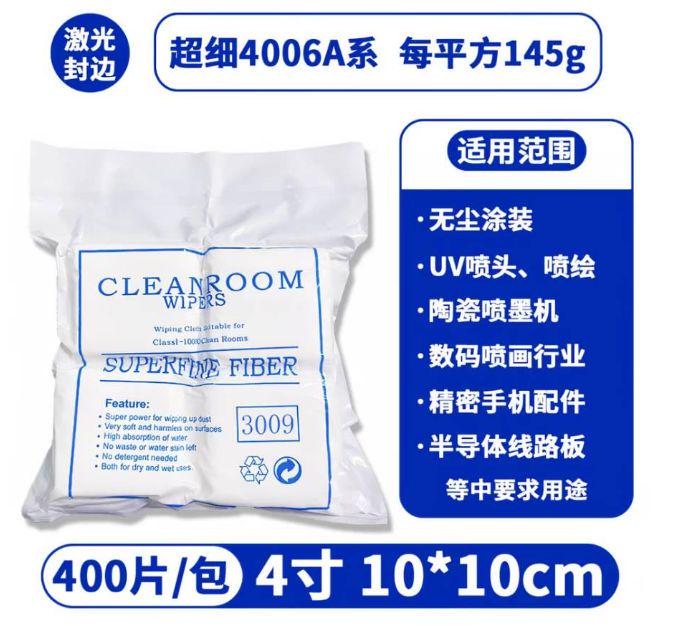 激光
封边
超细4006A系 每平方145g
CLEANROOM
WIPERS
Wiping Cloth Suitable for
Class1-10000Clean Rooms
SUPERFINE FIBER
Feature:
• Super power for wipping up dust
• Very soft and harmless on surfaces
• High absorption of water
• No waste or water stain left
• No detergent needed
• Both for dry and wet uses
3009
适用范围
·无尘涂装
·UV喷头、喷绘
·陶瓷喷墨机
·数码喷画行业
·精密手机配件
·半导体线路板
等中要求用途
400片/包 4寸 10*10cm